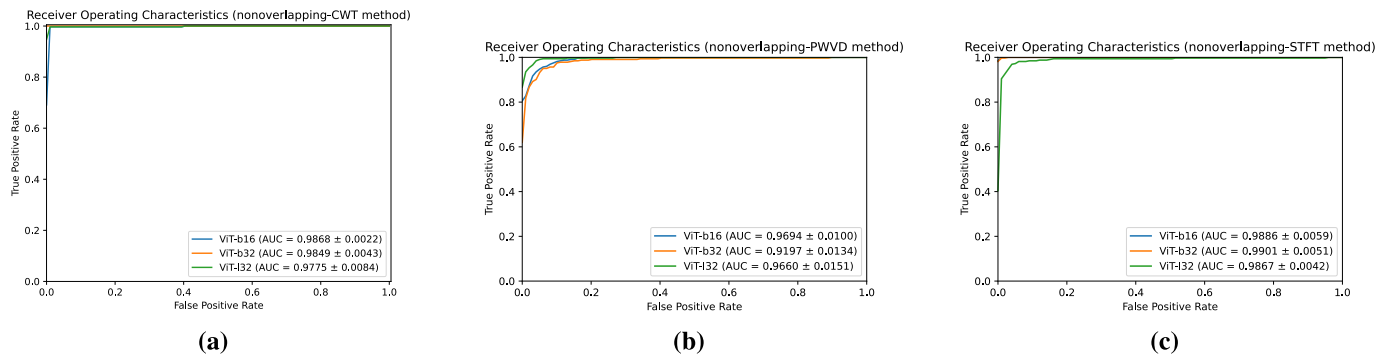 Receiver Operating Characteristics (nonoverlapping-CWT method)
1.0
0.8
0.6
0.4
0.2
0.0
True Positive Rate
0.0 0.2 0.4 0.6 0.8 1.0
False Positive Rate
ViT-b16 (AUC = 0.9868 ± 0.0022)
ViT-b32 (AUC = 0.9849 ± 0.0043)
ViT-l32 (AUC = 0.9775 ± 0.0084)
(a)
Receiver Operating Characteristics (nonoverlapping-PWVD method)
1.0
0.8
0.6
0.4
0.2
0.0
True Positive Rate
0.0 0.2 0.4 0.6 0.8 1.0
False Positive Rate
ViT-b16 (AUC = 0.9694 ± 0.0100)
ViT-b32 (AUC = 0.9197 ± 0.0134)
ViT-l32 (AUC = 0.9660 ± 0.0151)
(b)
Receiver Operating Characteristics (nonoverlapping-STFT method)
1.0
0.8
0.6
0.4
0.2
0.0
True Positive Rate
0.0 0.2 0.4 0.6 0.8 1.0
False Positive Rate
ViT-b16 (AUC = 0.9886 ± 0.0059)
ViT-b32 (AUC = 0.9901 ± 0.0051)
ViT-l32 (AUC = 0.9867 ± 0.0042)
(c)